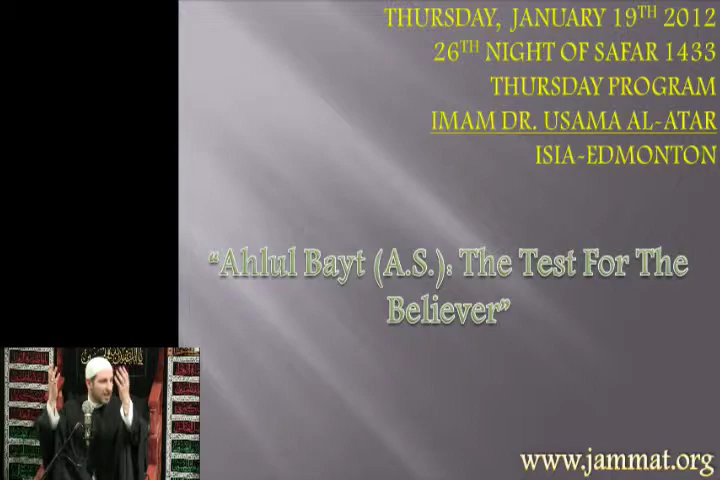 THURSDAY, JANUARY 19TH 2012
26TH NIGHT OF SAFAR 1433
THURSDAY PROGRAM
IMAM DR. USAMA AL-ATAR
ISIA-EDMONTON
“Ahlul Bayt (A.S.): The Test For The
Believer”
www.jammat.org